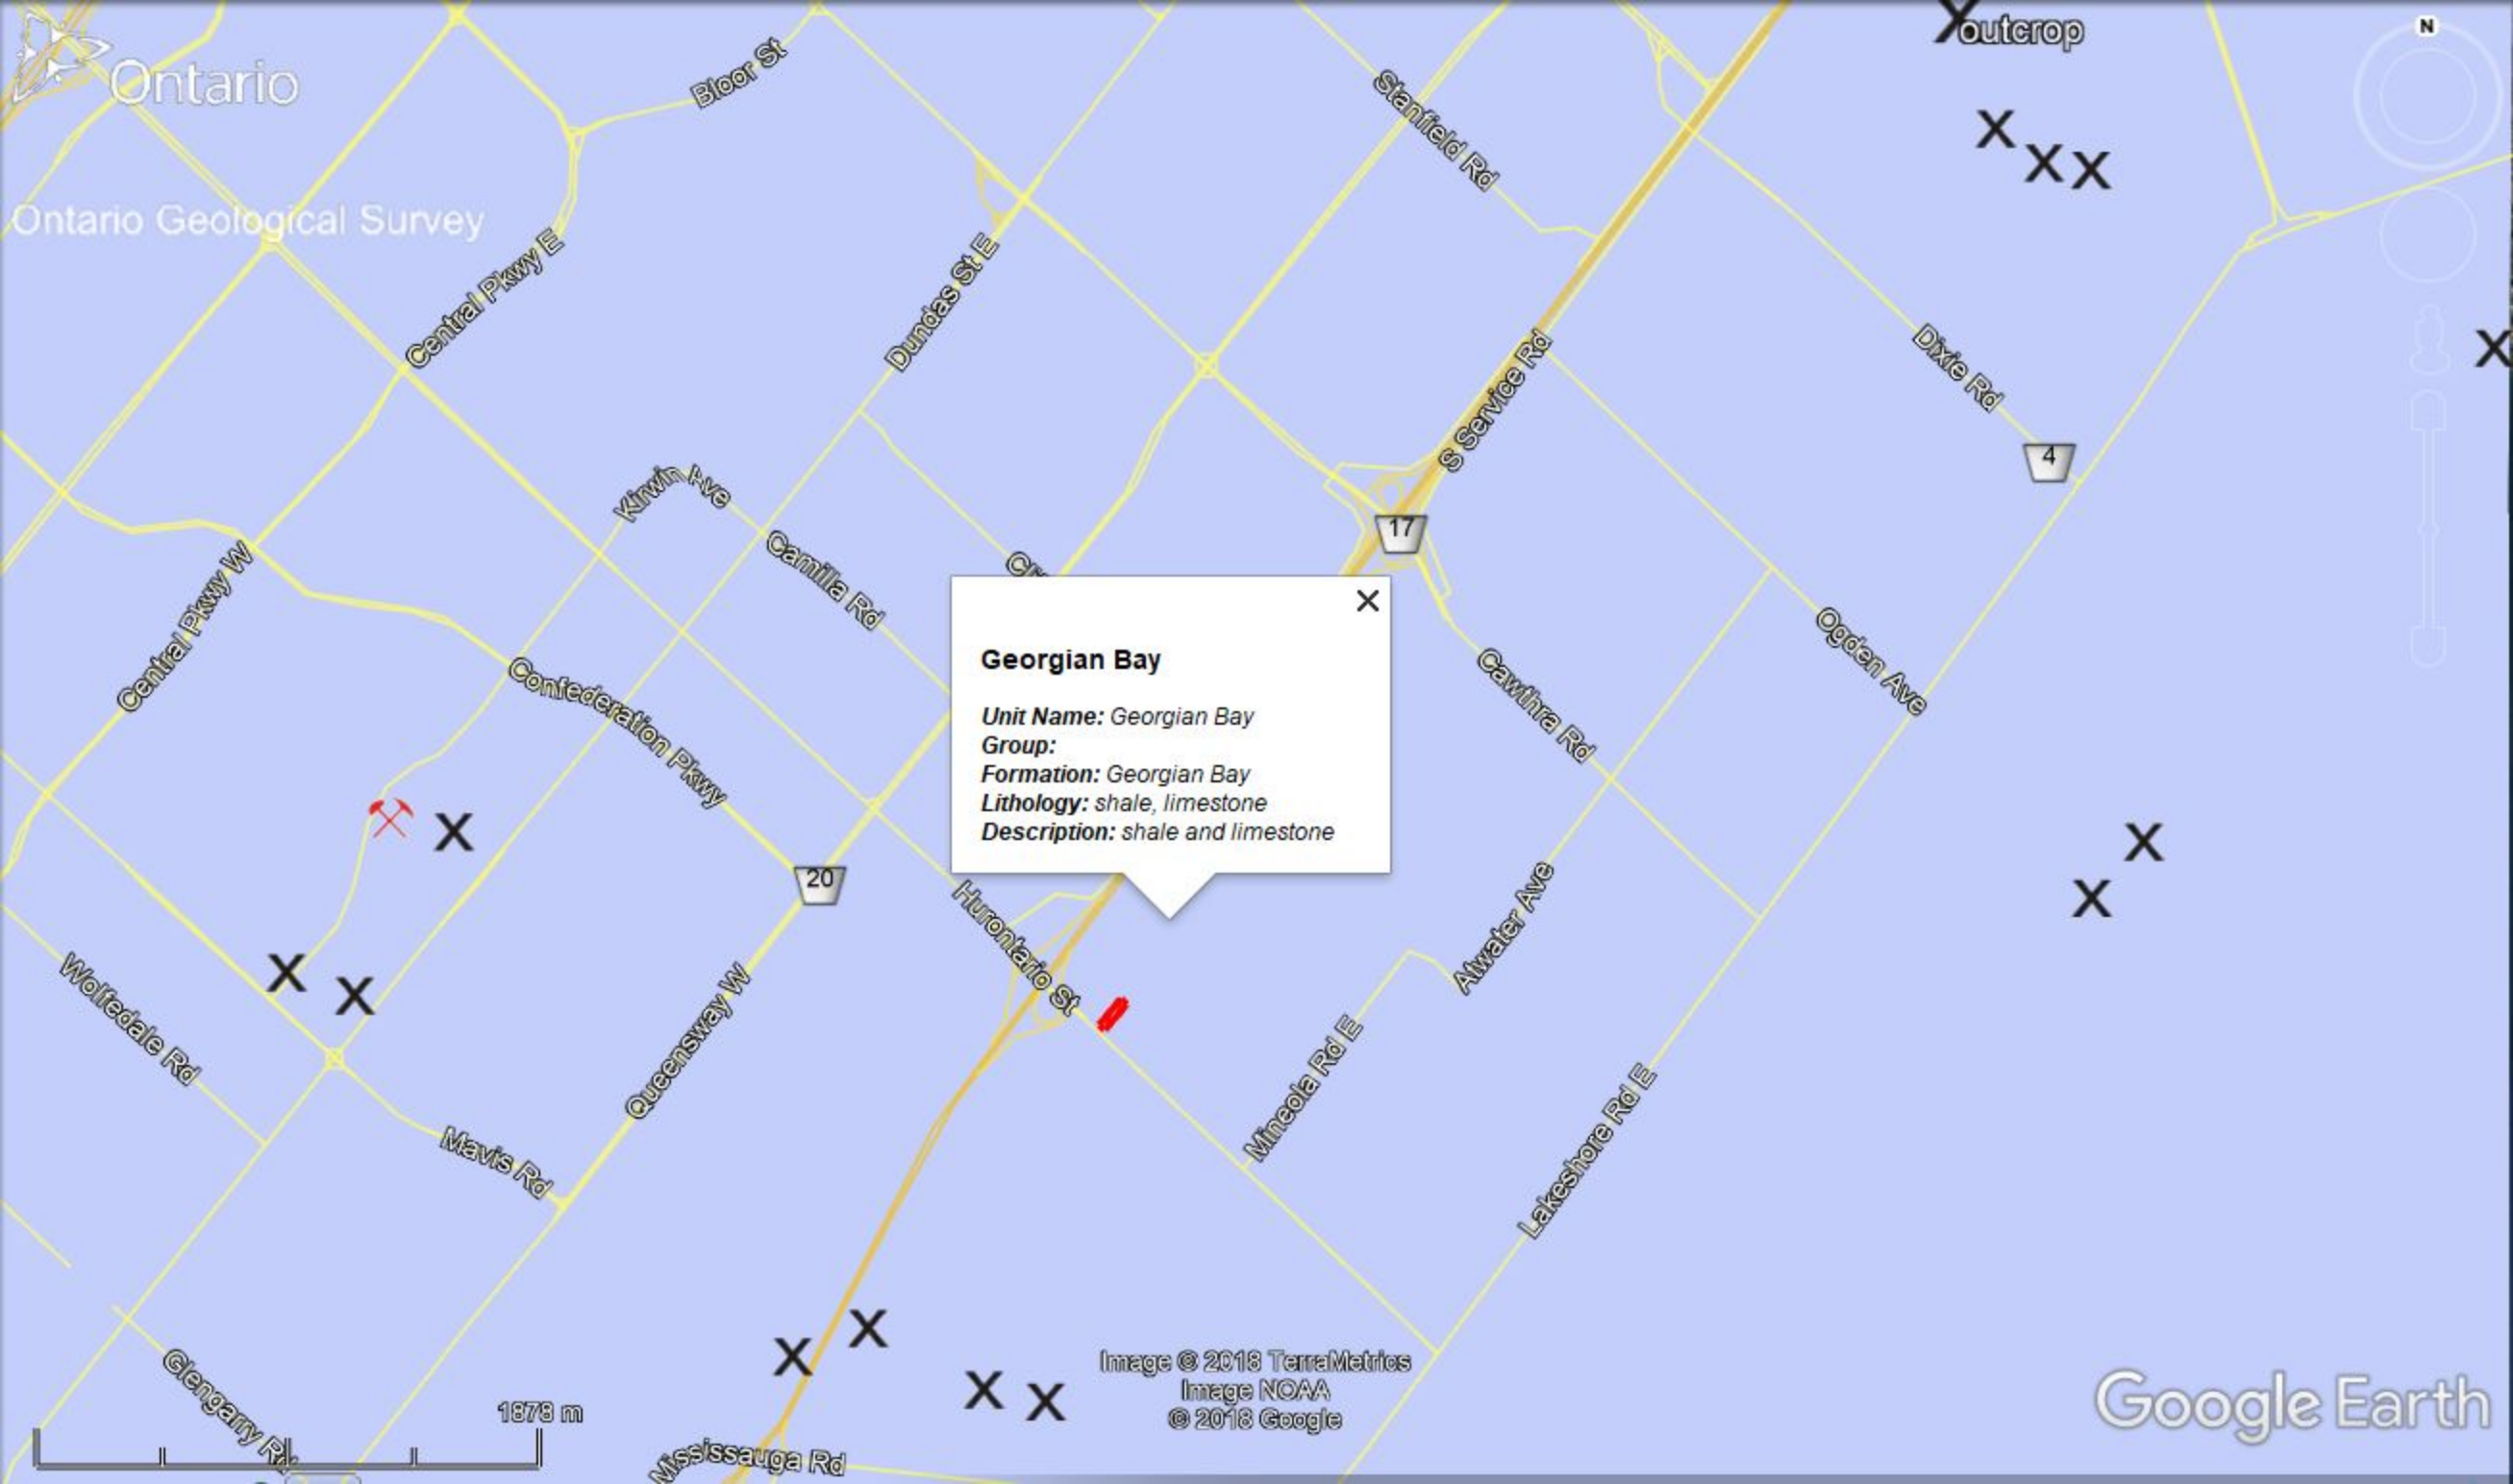 outcrop
N
Ontario
Bloor St
Stanfield Rd
Ontario Geological Survey
Central Pkwy E
Dundas St E
S Service Rd
Dixie Rd
4
Kirwin Ave
17
Camilla Rd
Central Pkwy W
Georgian Bay
Unit Name: Georgian Bay
Group:
Formation: Georgian Bay
Lithology: shale, limestone
Description: shale and limestone
Ogden Ave
Cawthra Rd
Confederation Pkwy
20
Hurontario St
Atwater Ave
Wolfedale Rd
Queensway W
Mineola Rd E
Lakeshore Rd E
Mavis Rd
Glengarry Rd
1878 m
Image © 2018 TerraMetrics
Image NOAA
© 2018 Google
Google Earth
Mississauga Rd